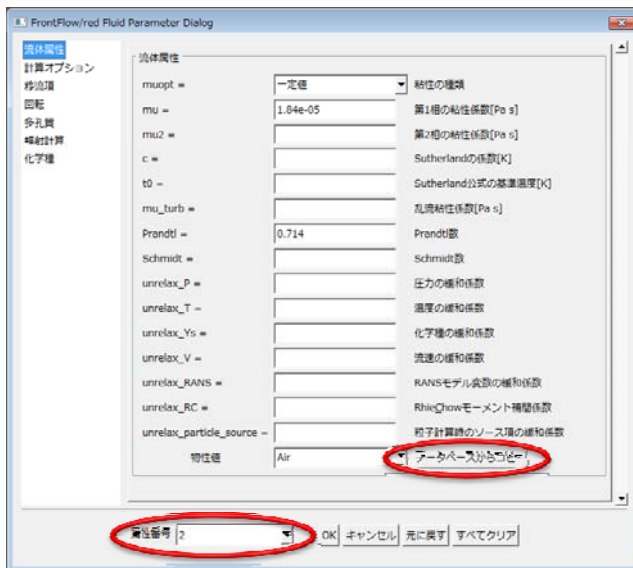 FrontFlow/red Fluid Parameter Dialog
流体属性
計算オプション
移流項
回転
多孔質
輻射計算
化学種
流体属性
muopt = 一定値 粘性の種類
mu = 1.84e-05 第1相の粘性係数[Pa s]
mu2 = 第2相の粘性係数[Pa s]
c = Sutherlandの係数[K]
t0 = Sutherland公式の基準温度[K]
mu_turb = 乱流粘性係数[Pa s]
Prandtl = 0.714 Prandtl数
Schmidt = Schmidt数
unrelax_P = 圧力の緩和係数
unrelax_T = 温度の緩和係数
unrelax_Ys = 化学種の緩和係数
unrelax_V = 流速の緩和係数
unrelax_RANS = RANSモデル変数の緩和係数
unrelax_RC = RhieChowモーメント補間係数
unrelax_particle_source = 粒子計算時のソース項の緩和係数
物性値 Air データベースからコピー
属性番号 2 OK キャンセル 元に戻す すべてクリア